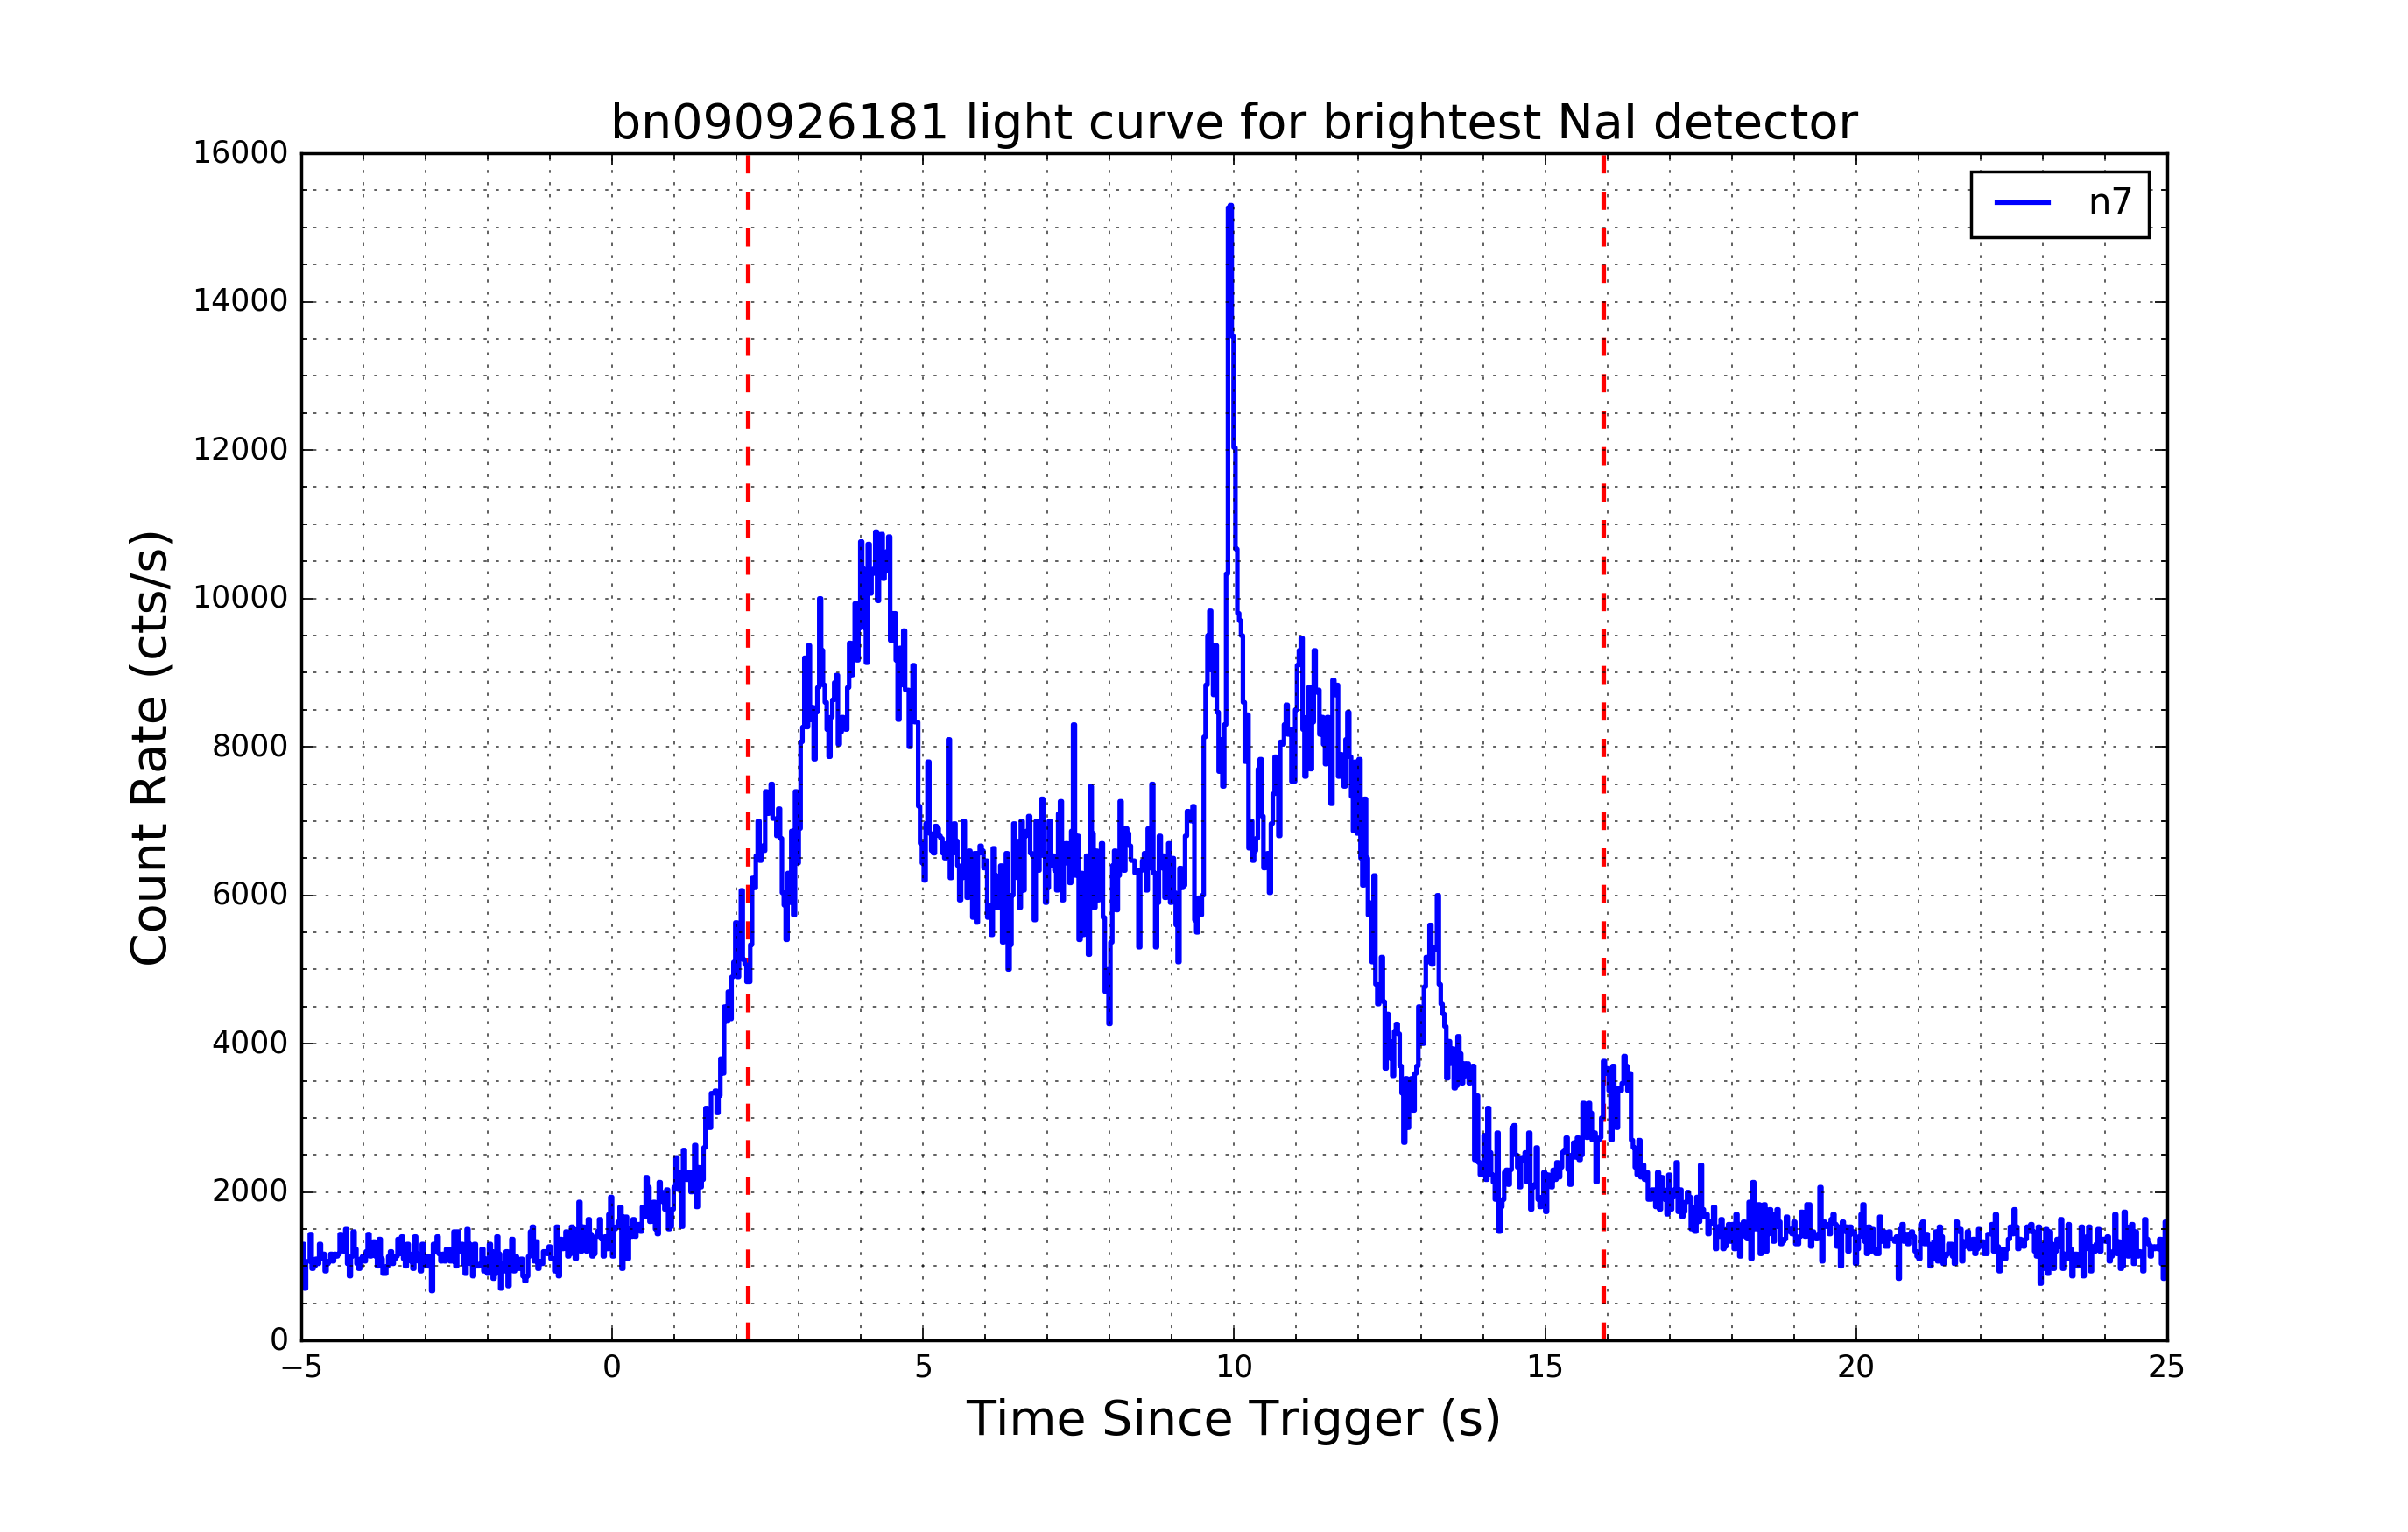 bn090926181 light curve for brightest NaI detector
n7
16000
14000
12000
10000
8000
6000
4000
2000
0
Count Rate (cts/s)
−5 0 5 10 15 20 25
Time Since Trigger (s)